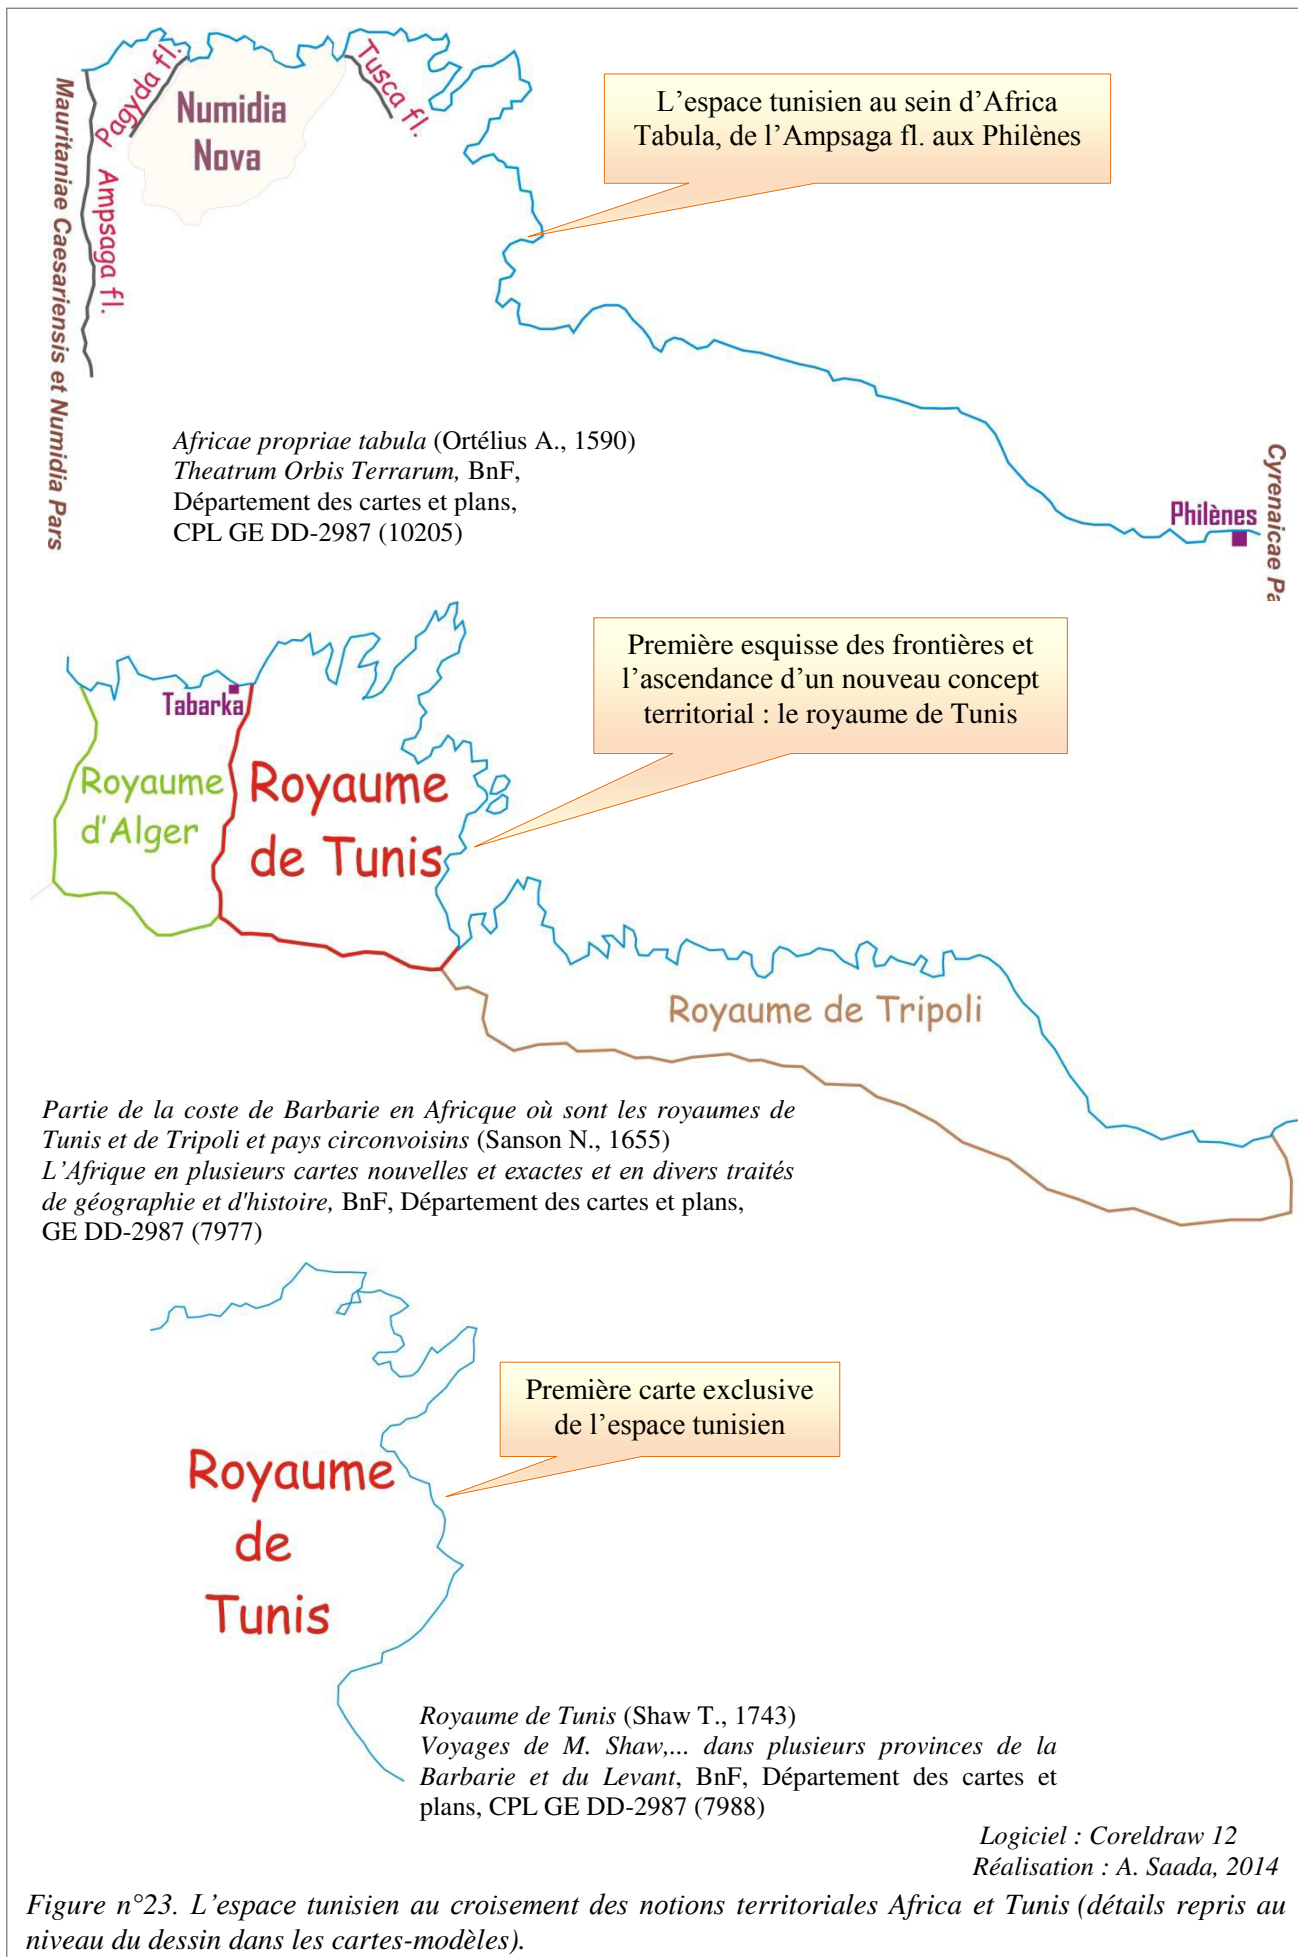 Mauritaniae Caesariensis et Numidia Pars
Ampsaga fl.
Pagyda fl.
Numidia
Nova
Tusca fl.
L’espace tunisien au sein d’Africa
Tabula, de l’Ampsaga fl. aux Philènes
Africae propriae tabula (Ortélius A., 1590)
Theatrum Orbis Terrarum, BnF,
Département des cartes et plans,
CPL GE DD-2987 (10205)
Philènes
Cyrenaicae Pa
Première esquisse des frontières et
l’ascendance d’un nouveau concept
territorial : le royaume de Tunis
Tabarka
Royaume
d’Alger
Royaume
de Tunis
Royaume de Tripoli
Partie de la coste de Barbarie en Africque où sont les royaumes de
Tunis et de Tripoli et pays circonvoisins (Sanson N., 1655)
L’Afrique en plusieurs cartes nouvelles et exactes et en divers traités
de géographie et d'histoire, BnF, Département des cartes et plans,
GE DD-2987 (7977)
Première carte exclusive
de l’espace tunisien
Royaume
de
Tunis
Royaume de Tunis (Shaw T., 1743)
Voyages de M. Shaw,... dans plusieurs provinces de la
Barbarie et du Levant, BnF, Département des cartes et
plans, CPL GE DD-2987 (7988)
Logiciel : Coreldraw 12
Réalisation : A. Saada, 2014
Figure n°23. L’espace tunisien au croisement des notions territoriales Africa et Tunis (détails repris au
niveau du dessin dans les cartes-modèles).